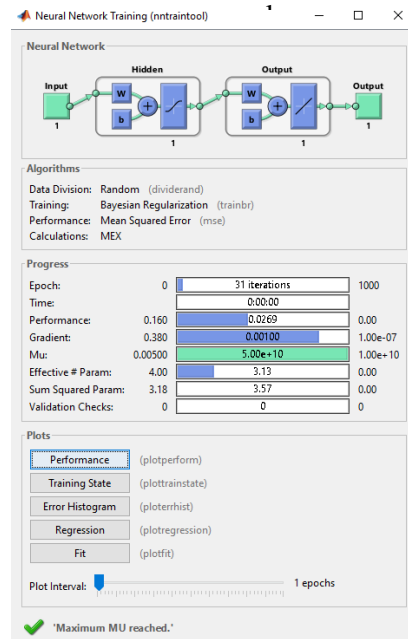 Neural Network Training (nntraintool)
Neural Network
Hidden Output
Input Output
W W
+ +
b b
1 1
1 1
Algorithms
Data Division: Random (dividerand)
Training: Bayesian Regularization (trainbr)
Performance: Mean Squared Error (mse)
Calculations: MEX
Progress
Epoch: 0 31 iterations 1000
Time: 0:00:00
Performance: 0.160 0.0269 0.00
Gradient: 0.380 0.00100 1.00e-07
Mu: 0.00500 5.00e+10 1.00e+10
Effective # Param: 4.00 3.13 0.00
Sum Squared Param: 3.18 3.57 0.00
Validation Checks: 0 0 0
Plots
Performance (plotperform)
Training State (plottrainstate)
Error Histogram (ploterrhist)
Regression (plotregression)
Fit (plotfit)
Plot Interval: 1 epochs
'Maximum MU reached.'